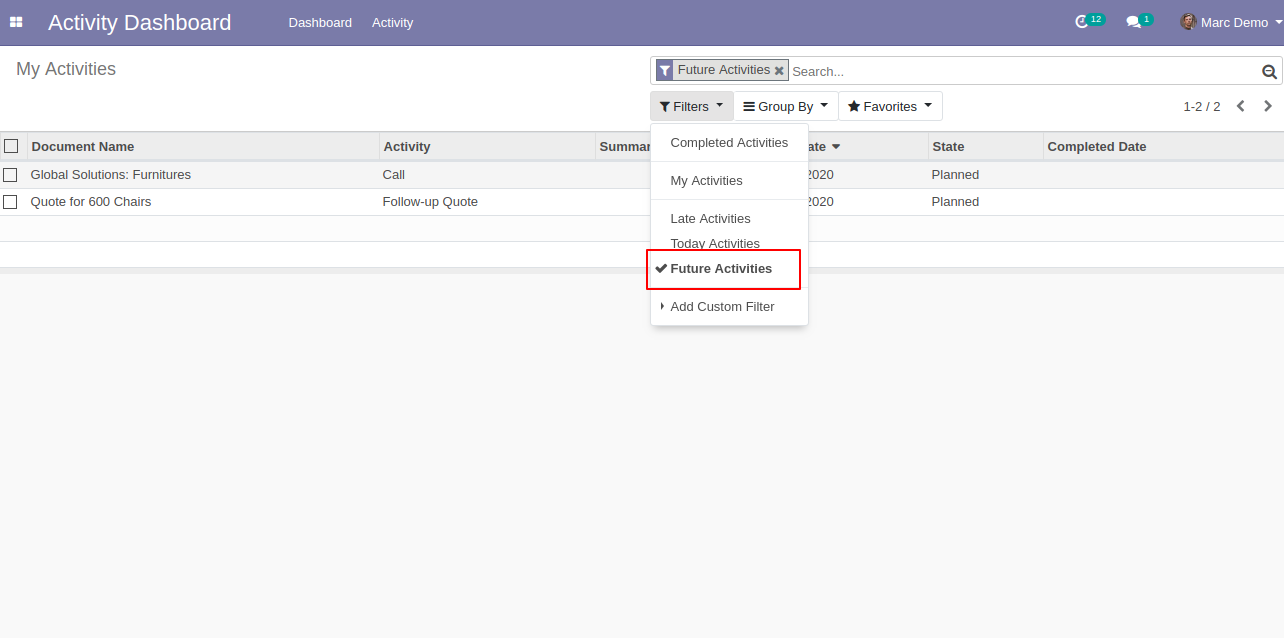 Activity Dashboard Dashboard Activity 12 1 Marc Demo
My Activities
Future Activities Search...
Filters Group By Favorites 1-2 / 2
Document Name Activity State Completed Date
Global Solutions: Furnitures Call 2020 Planned
Quote for 600 Chairs Follow-up Quote 2020 Planned
Completed Activities
My Activities
Late Activities
Today Activities
Future Activities
Add Custom Filter